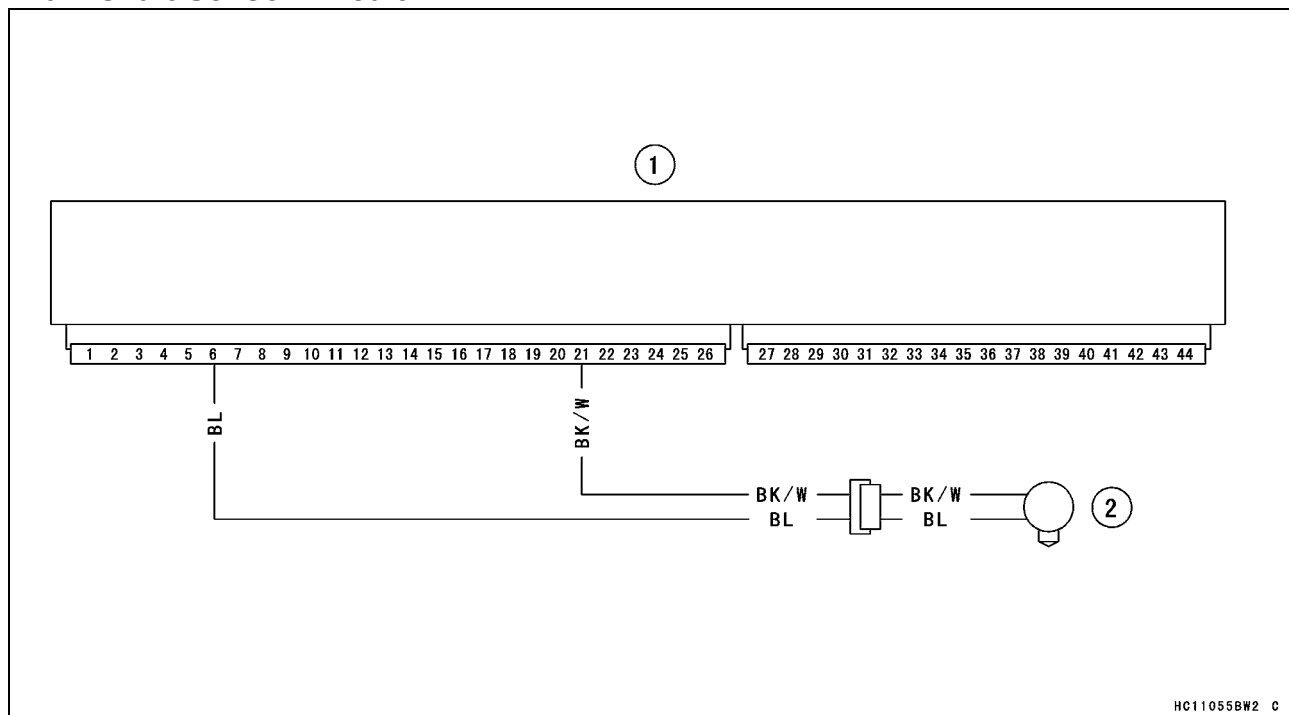 1
1 2 3 4 5 6 7 8 9 10 11 12 13 14 15 16 17 18 19 20 21 22 23 24 25 26 27 28 29 30 31 32 33 34 35 36 37 38 39 40 41 42 43 44
BL
BK/W
BK/W BK/W
BL BL
2
HC11055BW2 C